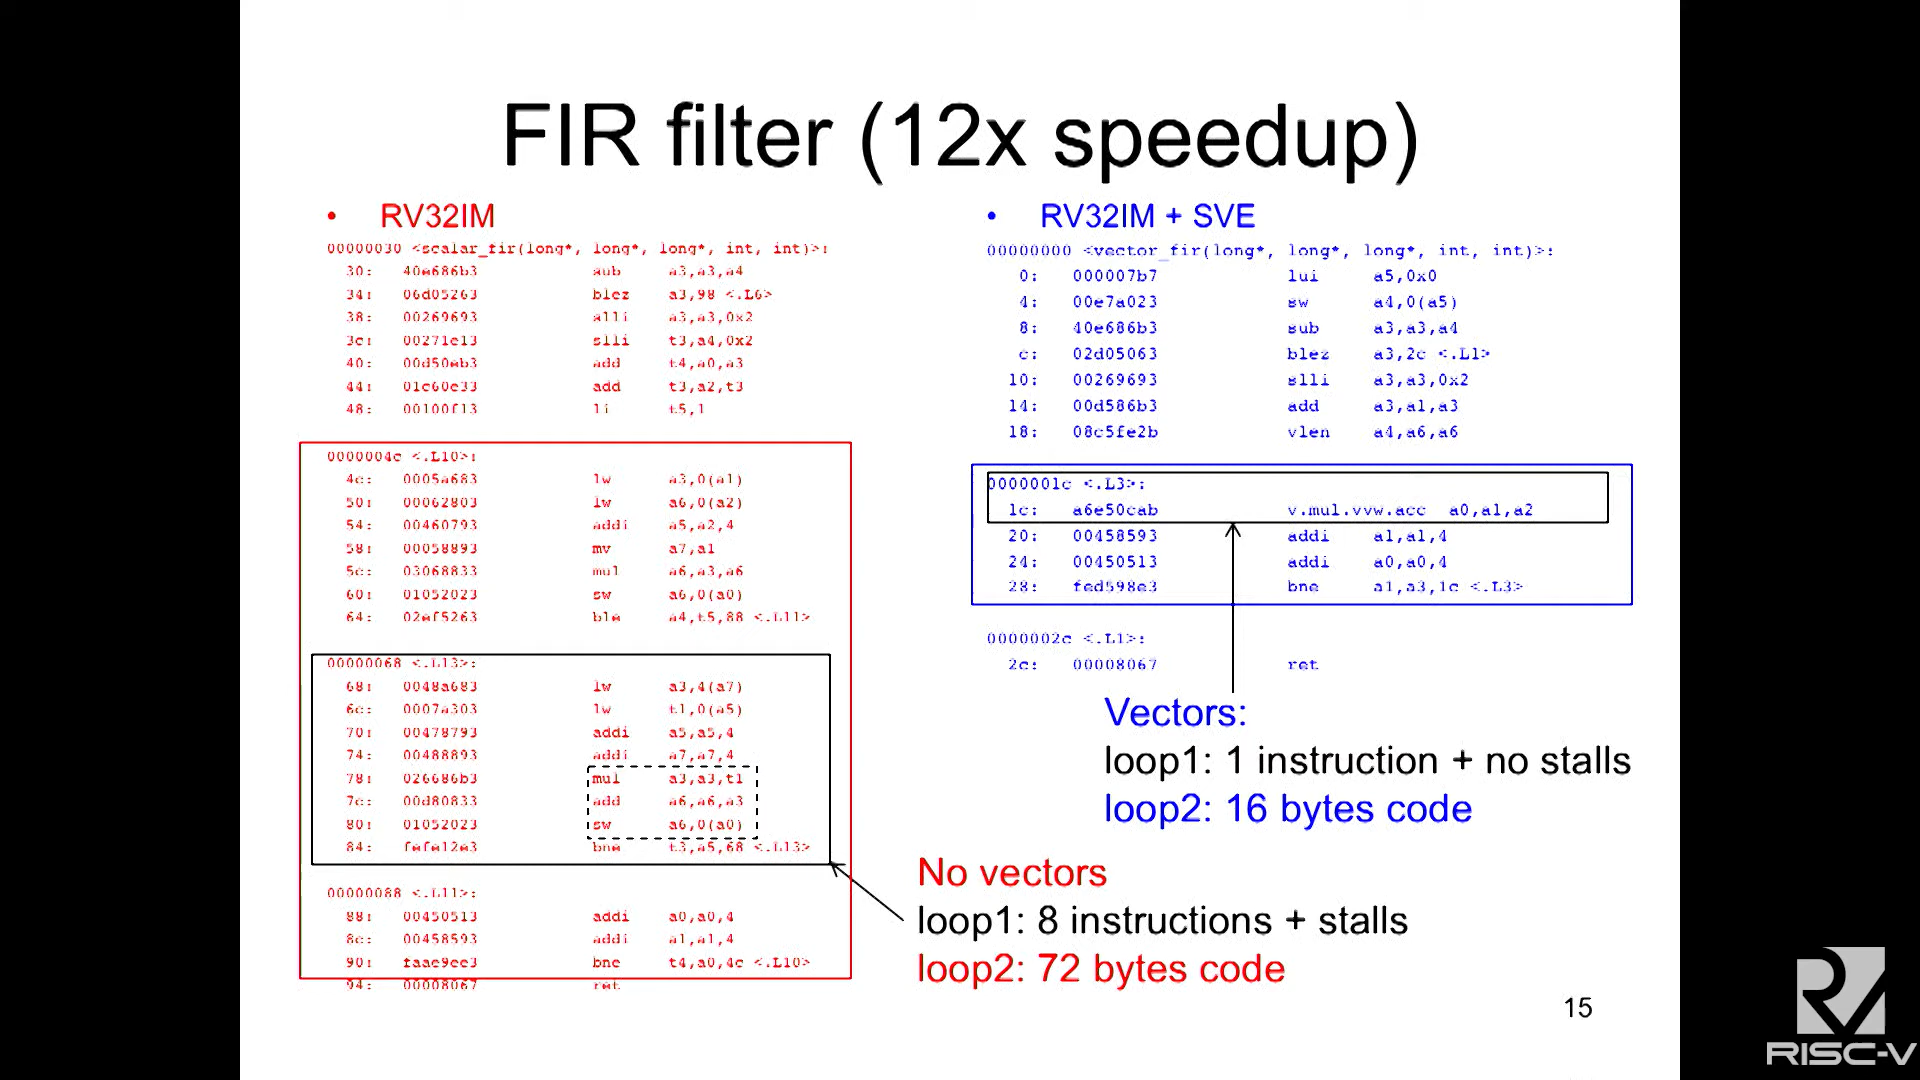 FIR filter (12x speedup)
• RV32IM
00000030 <scalar_fir(long*, long*, long*, int, int)>:
30: 40e686b3 sub a3,a3,a4
34: 06d05263 blez a3,98 <.L6>
38: 00269693 slli a3,a3,0x2
3c: 00271e13 slli t3,a4,0x2
40: 00d50eb3 add t4,a0,a3
44: 01c60e33 add t3,a2,t3
48: 00100f13 li t5,1
0000004c <.L10>:
4c: 0005a683 lw a3,0(a1)
50: 00062803 lw a6,0(a2)
54: 00460793 addi a5,a2,4
58: 00058893 mv a7,a1
5c: 03068833 mul a6,a3,a6
60: 01052023 sw a6,0(a0)
64: 02ef5263 ble a4,t5,88 <.L11>
00000068 <.L13>:
68: 0048a683 lw a3,4(a7)
6c: 0007a303 lw t1,0(a5)
70: 00478793 addi a5,a5,4
74: 00488893 addi a7,a7,4
78: 026686b3 mul a3,a3,t1
7c: 00d80833 add a6,a6,a3
80: 01052023 sw a6,0(a0)
84: fefe12e3 bne t3,a5,68 <.L13>
00000088 <.L11>:
88: 00450513 addi a0,a0,4
8c: 00458593 addi a1,a1,4
90: faae9ee3 bne t4,a0,4c <.L10>
94: 00008067 ret
• RV32IM + SVE
00000000 <vector_fir(long*, long*, long*, int, int)>:
0: 000007b7 lui a5,0x0
4: 00e7a023 sw a4,0(a5)
8: 40e686b3 sub a3,a3,a4
c: 02d05063 blez a3,2c <.L1>
10: 00269693 slli a3,a3,0x2
14: 00d586b3 add a3,a1,a3
18: 08c5fe2b vlen a4,a6,a6
0000001c <.L3>:
1c: a6e50cab v.mul.vvw.acc a0,a1,a2
20: 00458593 addi a1,a1,4
24: 00450513 addi a0,a0,4
28: fed598e3 bne a1,a3,1c <.L3>
0000002c <.L1>:
2c: 00008067 ret
Vectors:
loop1: 1 instruction + no stalls
loop2: 16 bytes code
No vectors
loop1: 8 instructions + stalls
loop2: 72 bytes code
15
RISC-V